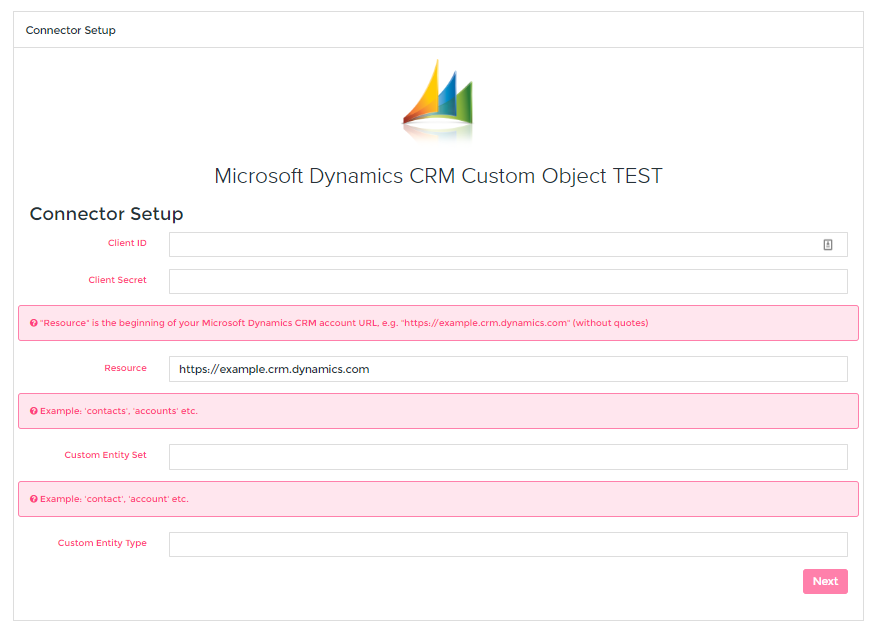 Connector Setup
Microsoft Dynamics CRM Custom Object TEST
Connector Setup
Client ID
Client Secret
"Resource" is the beginning of your Microsoft Dynamics CRM account URL, e.g. "https://example.crm.dynamics.com" (without quotes)
Resource
https://example.crm.dynamics.com
Example: 'contacts', 'accounts' etc.
Custom Entity Set
Example: 'contact', 'account' etc.
Custom Entity Type
Next